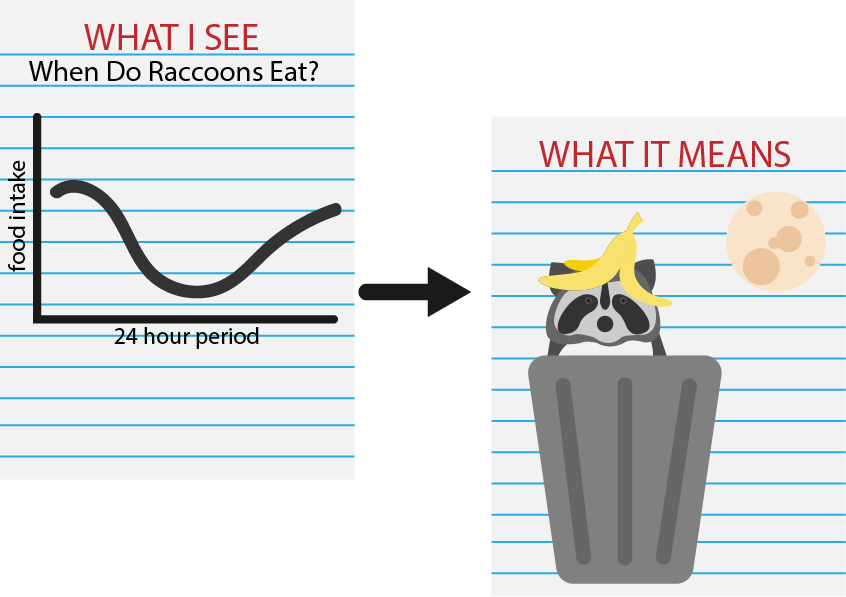 WHAT I SEE
When Do Raccoons Eat?
food intake
24 hour period
WHAT IT MEANS